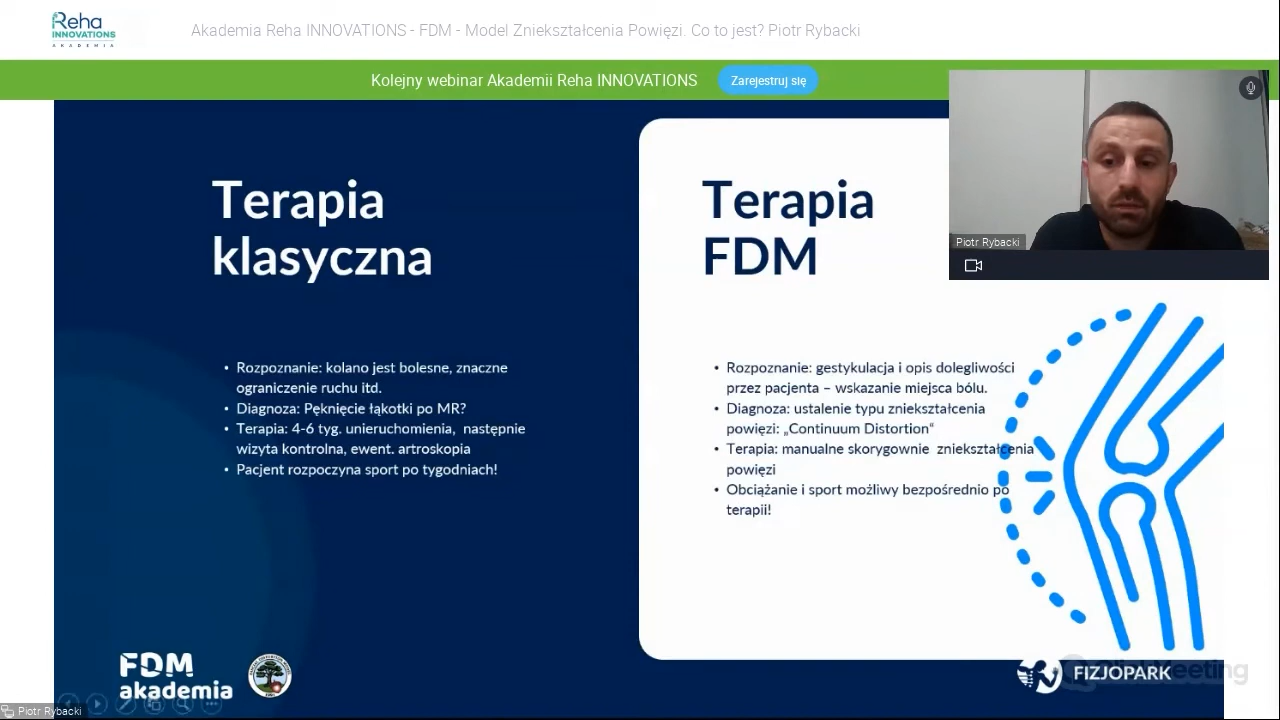 Reha
INNOVATIONS
AKADEMIA
Akademia Reha INNOVATIONS - FDM - Model Zniekształcenia Powięzi. Co to jest? Piotr Rybacki
Kolejny webinar Akademii Reha INNOVATIONS
Zarejestruj się
Piotr Rybacki
Terapia
klasyczna
• Rozpoznanie: kolano jest bolesne, znaczne
ograniczenie ruchu itd.
• Diagnoza: Pęknięcie łąkotki po MR?
• Terapia: 4-6 tyg. unieruchomienia, następnie
wizyta kontrolna, ewent. artroskopia
• Pacjent rozpoczyna sport po tygodniach!
Terapia
FDM
• Rozpoznanie: gestykulacja i opis dolegliwości
przez pacjenta – wskazanie miejsca bólu.
• Diagnoza: ustalenie typu zniekształcenia
powięzi: „Continuum Distortion“
• Terapia: manualne skorygownie zniekształcenia
powięzi
• Obciążanie i sport możliwy bezpośrednio po
terapii!
FDM
akademia
FIZJOPARK
Piotr Rybacki